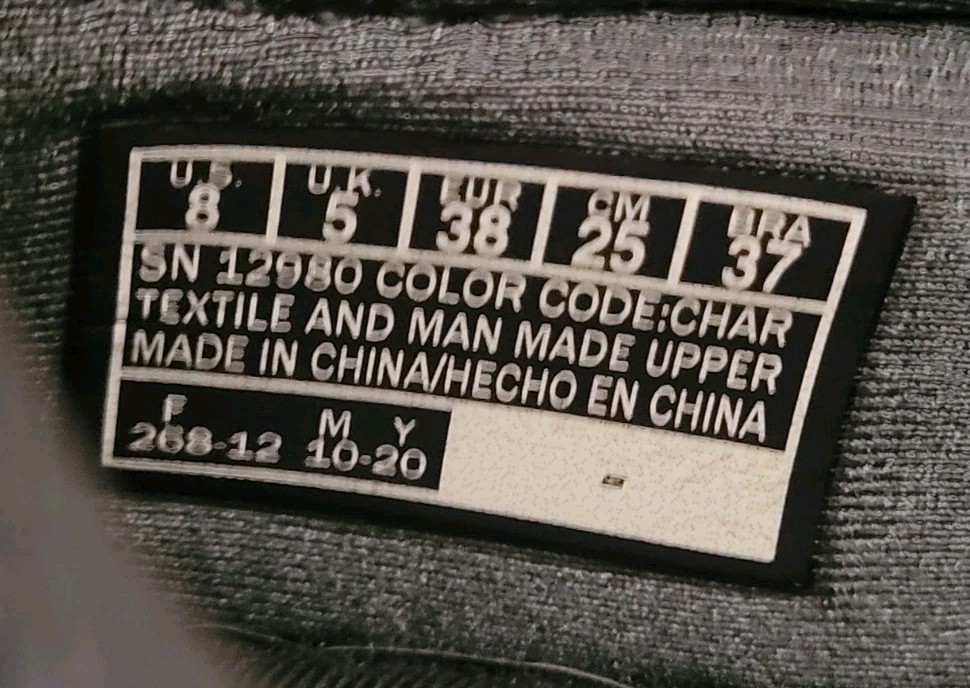 U.S. U.K. EUR CM BRA
8 5 38 25 37
SN 12980 COLOR CODE:CHAR
TEXTILE AND MAN MADE UPPER
MADE IN CHINA/HECHO EN CHINA
F M Y
268-12 10-20